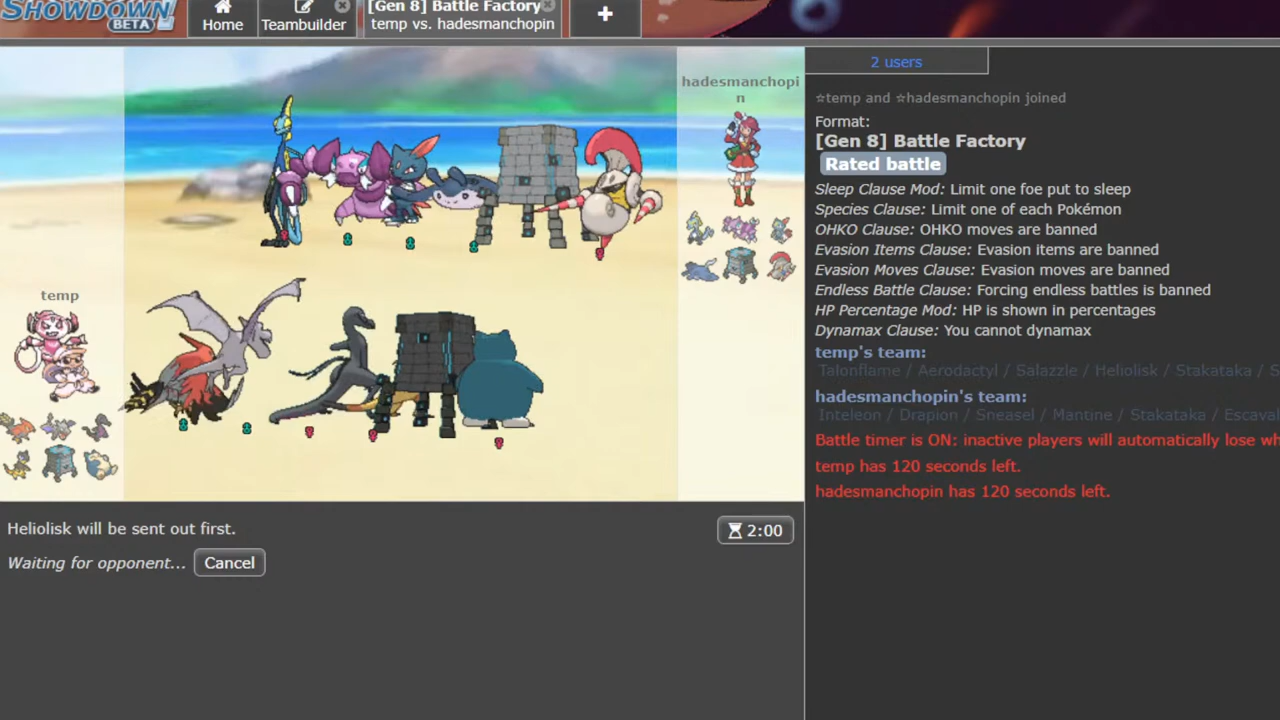 SHOWDOWN
BETA
Home
Teambuilder
[Gen 8] Battle Factory
temp vs. hadesmanchopin
hadesmanchopi
n
temp
Heliolisk will be sent out first.
2:00
Waiting for opponent... Cancel
2 users
☆temp and ☆hadesmanchopin joined
Format:
[Gen 8] Battle Factory
Rated battle
Sleep Clause Mod: Limit one foe put to sleep
Species Clause: Limit one of each Pokémon
OHKO Clause: OHKO moves are banned
Evasion Items Clause: Evasion items are banned
Evasion Moves Clause: Evasion moves are banned
Endless Battle Clause: Forcing endless battles is banned
HP Percentage Mod: HP is shown in percentages
Dynamax Clause: You cannot dynamax
temp's team:
Talonflame / Aerodactyl / Salazzle / Heliolisk / Stakataka / S
hadesmanchopin's team:
Inteleon / Drapion / Sneasel / Mantine / Stakataka / Escaval
Battle timer is ON: inactive players will automatically lose wh
temp has 120 seconds left.
hadesmanchopin has 120 seconds left.